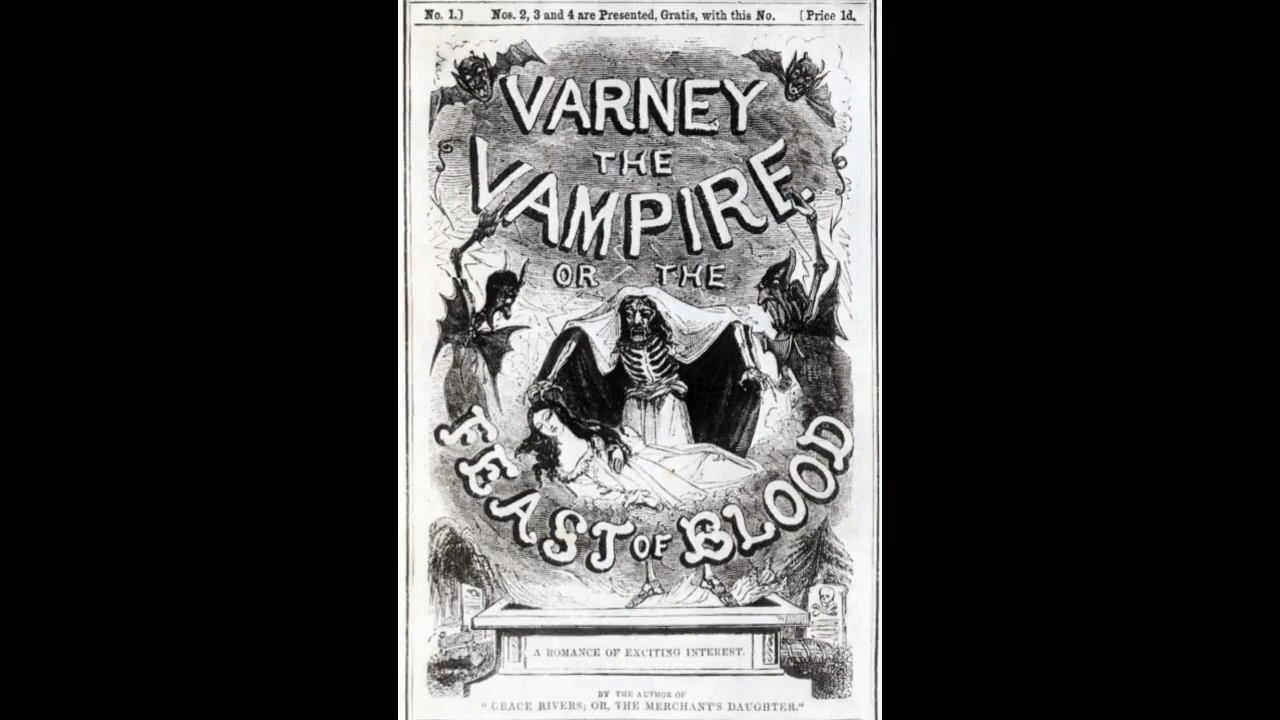 No. 1.] Nos. 2, 3 and 4 are Presented, Gratis, with this No. [Price 1d.
VARNEY
THE
VAMPIRE.
OR THE
FEAST OF BLOOD
A ROMANCE OF EXCITING INTEREST.
BY THE AUTHOR OF
"GRACE RIVERS; OR, THE MERCHANT'S DAUGHTER."